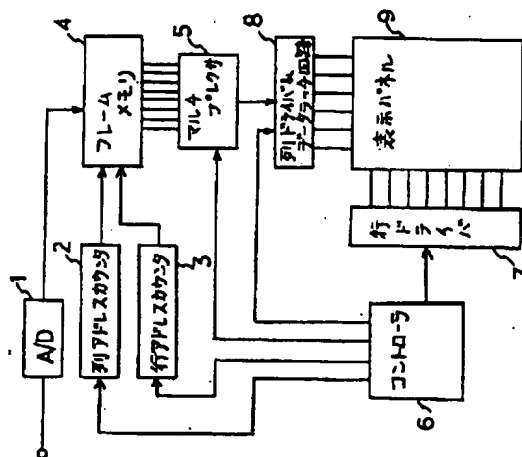 1
A/D
2
列アドレスカウンタ
3
行アドレスカウンタ
4
フレーム
メモリ
5
マルチ
プレクサ
6
コントローラ
7
行ドライバ
8
列ドライバ&
データラッチ回路
9
表示パネル